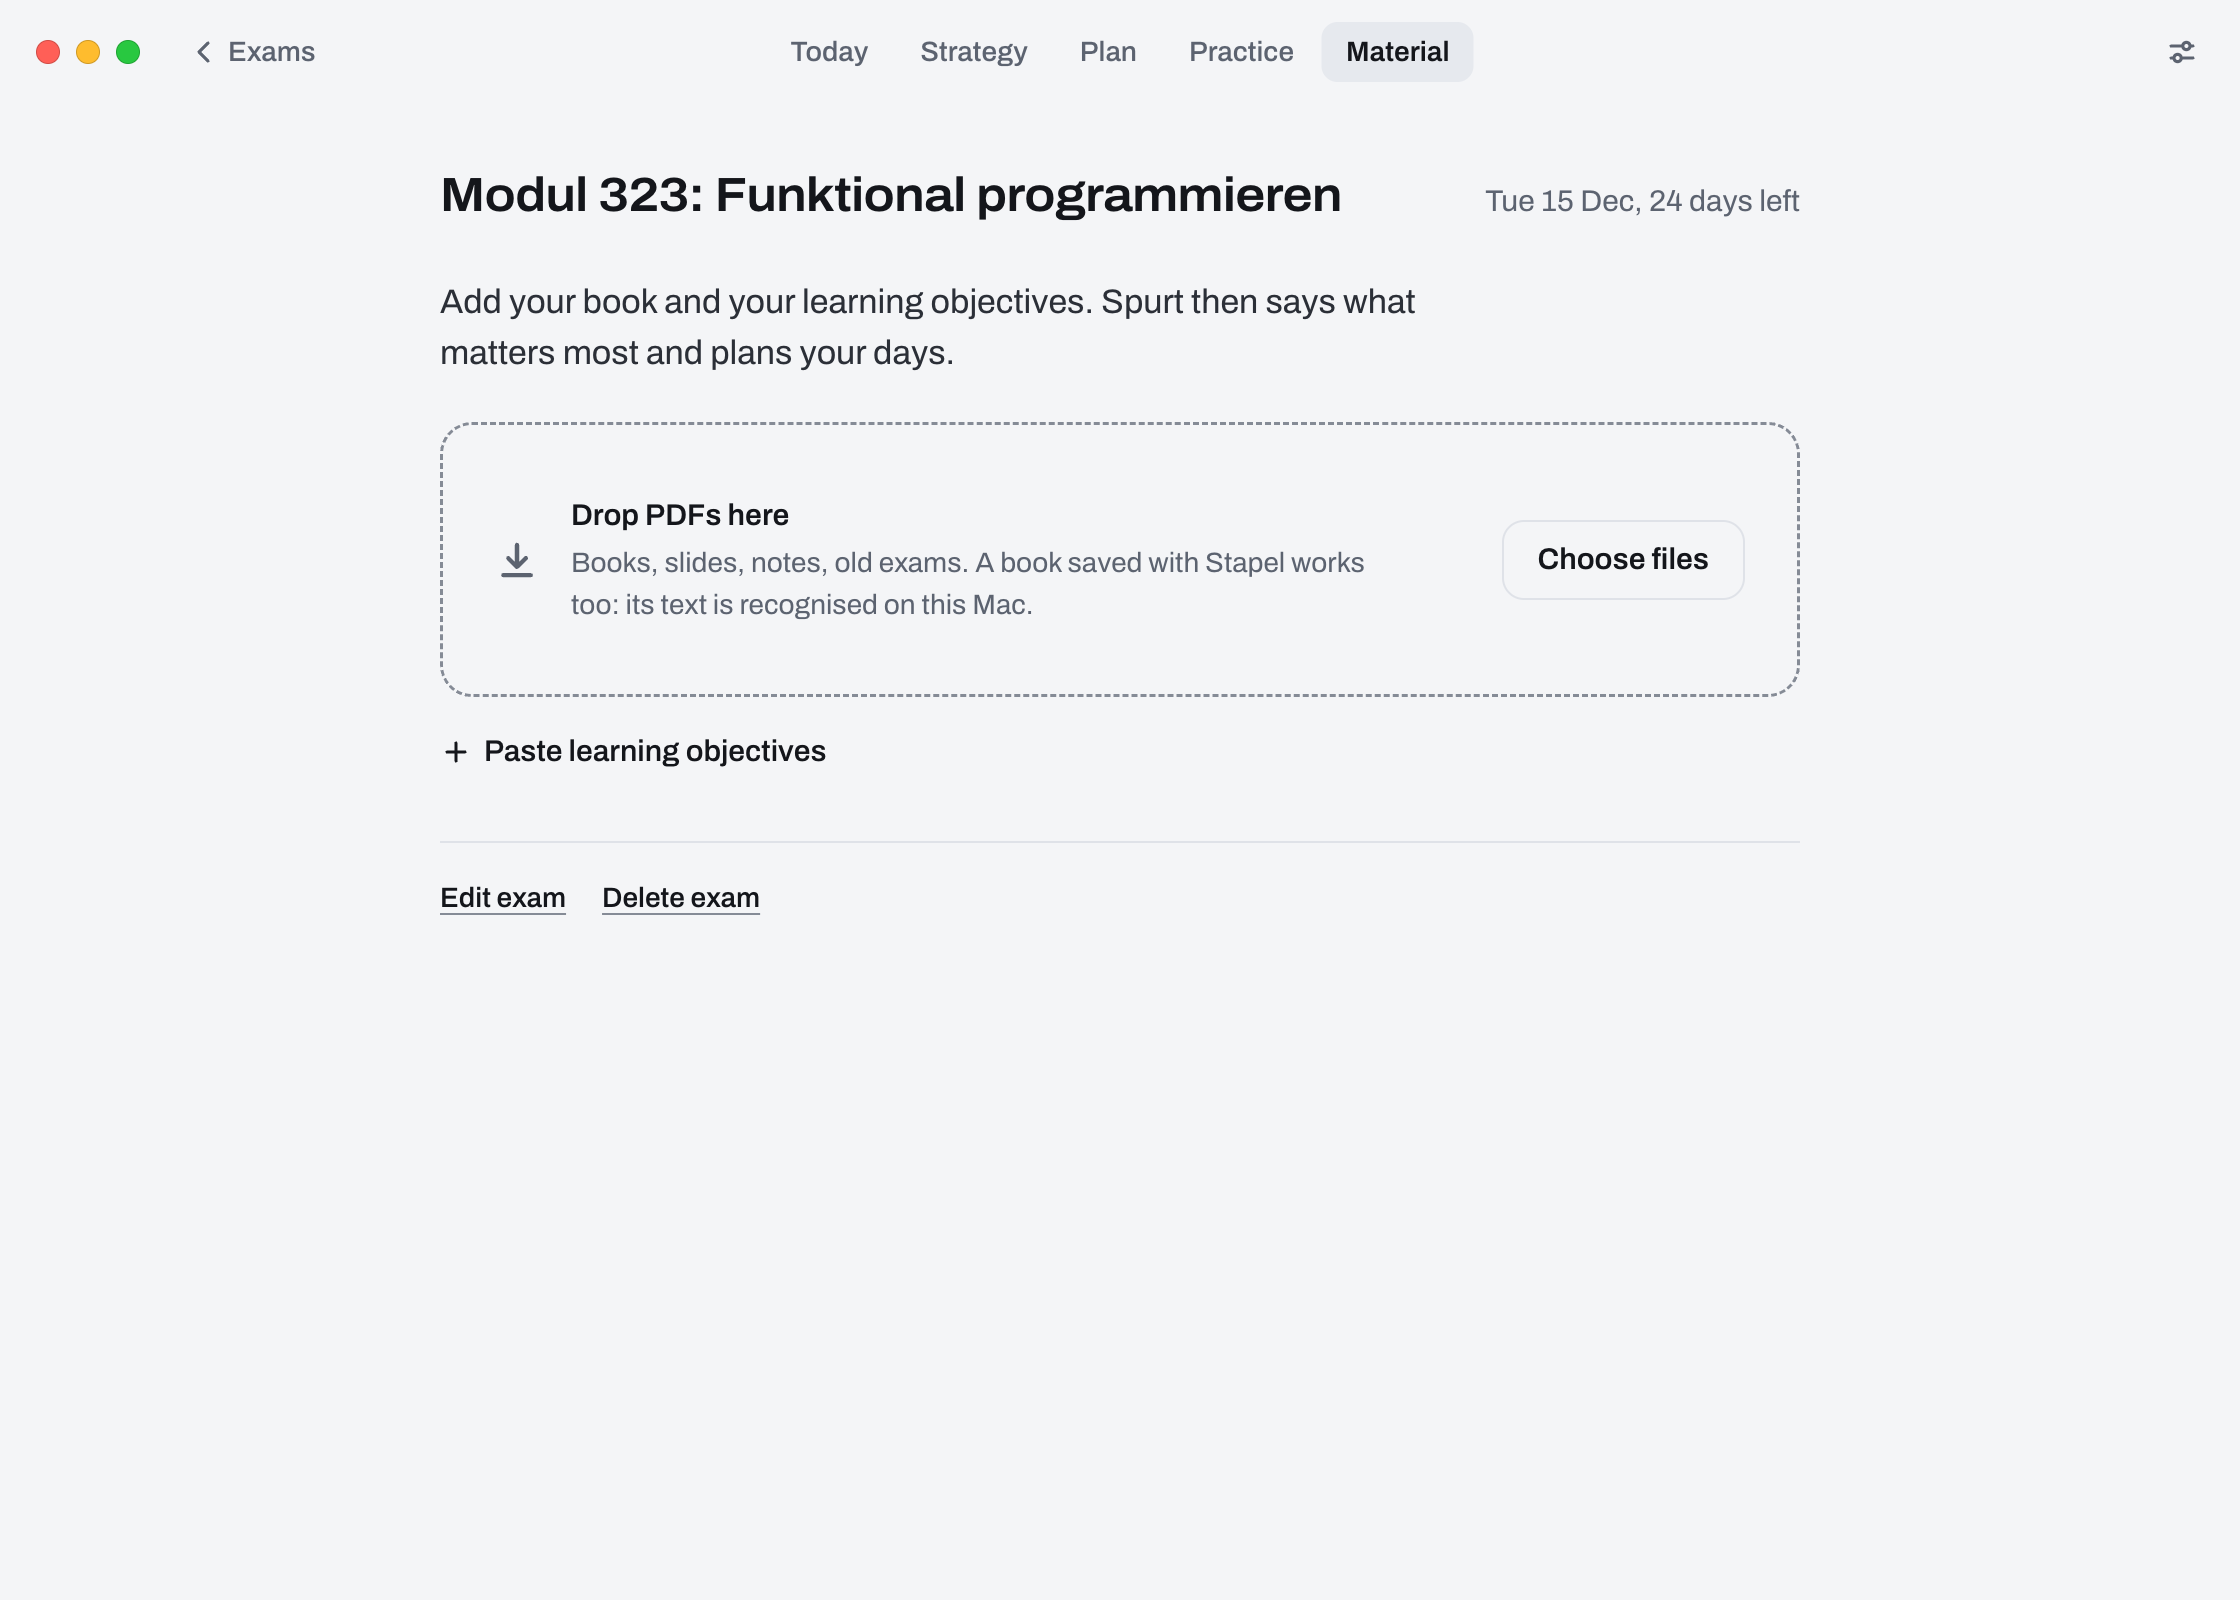 Exams
Today
Strategy
Plan
Practice
Material
Modul 323: Funktional programmieren
Tue 15 Dec, 24 days left
Add your book and your learning objectives. Spurt then says what
matters most and plans your days.
Drop PDFs here
Books, slides, notes, old exams. A book saved with Stapel works
too: its text is recognised on this Mac.
Choose files
Paste learning objectives
Edit exam
Delete exam